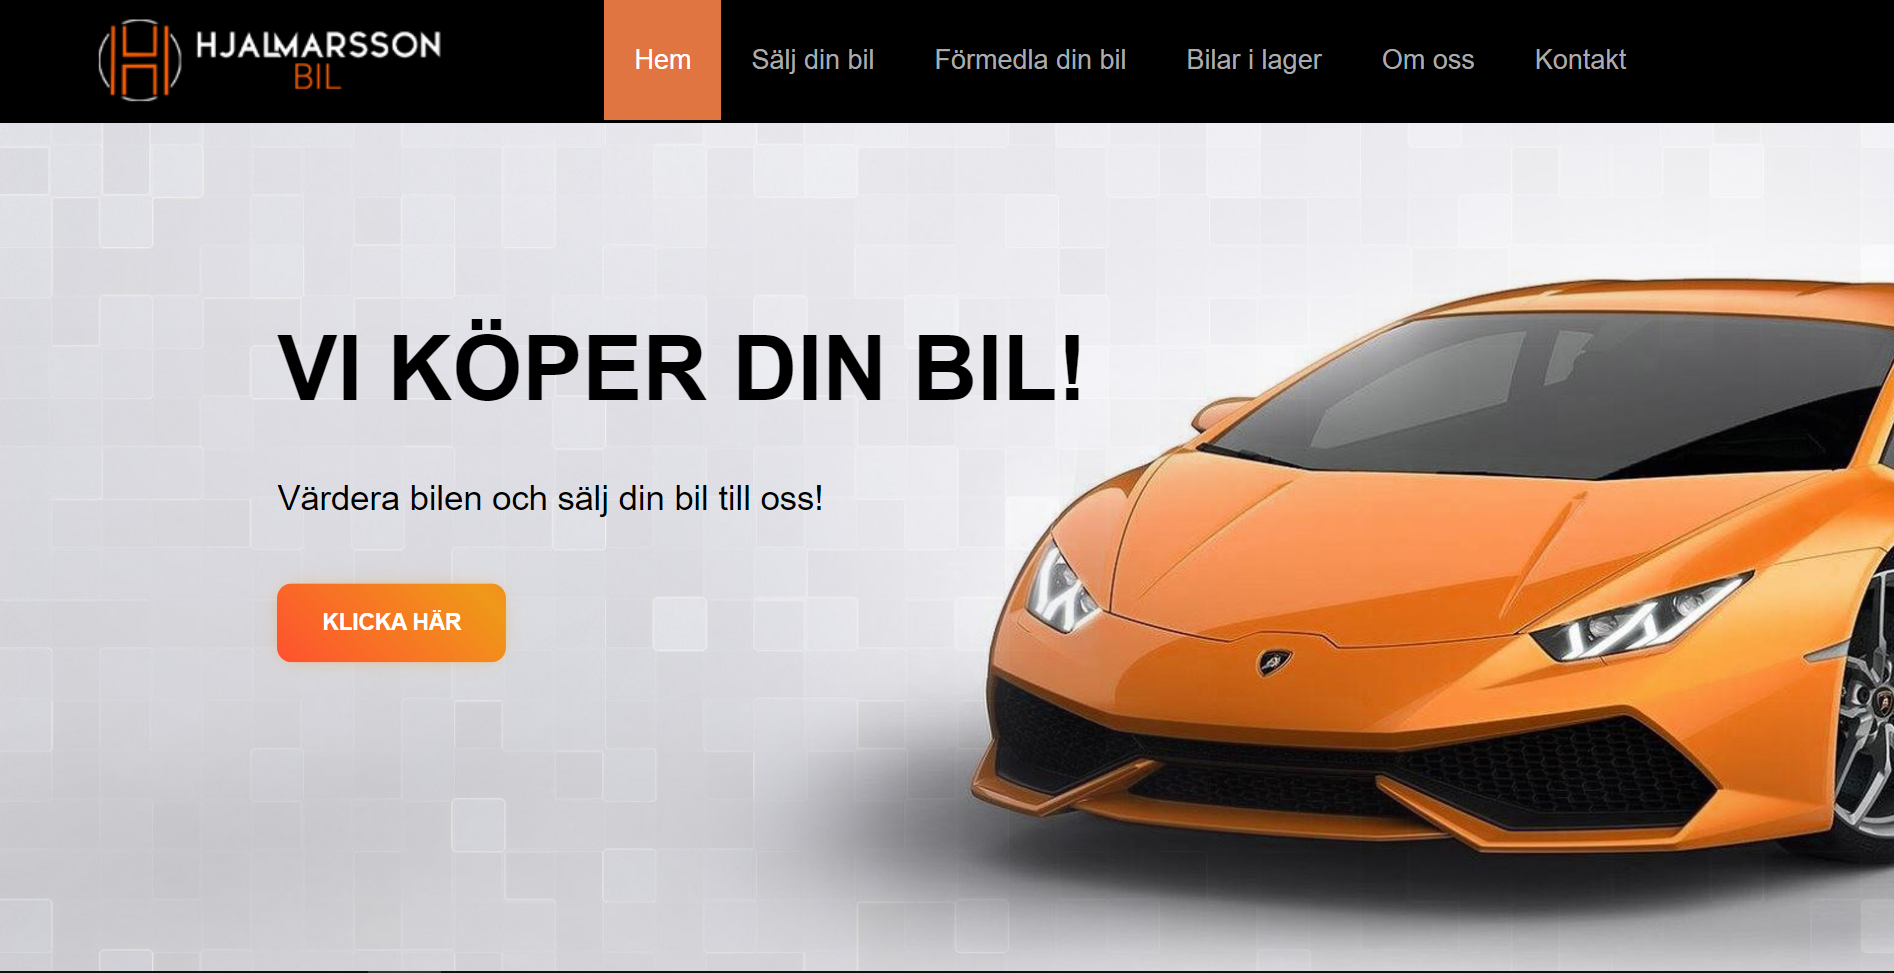 HJALMARSSON
BIL
Hem
Sälj din bil
Förmedla din bil
Bilar i lager
Om oss
Kontakt
VI KÖPER DIN BIL!
Värdera bilen och sälj din bil till oss!
KLICKA HÄR